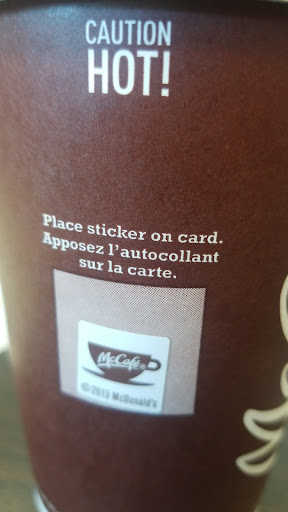 CAUTION
HOT!
Place sticker on card.
Apposez l'autocollant
sur la carte.
McCafé®
©2013 McDonald's